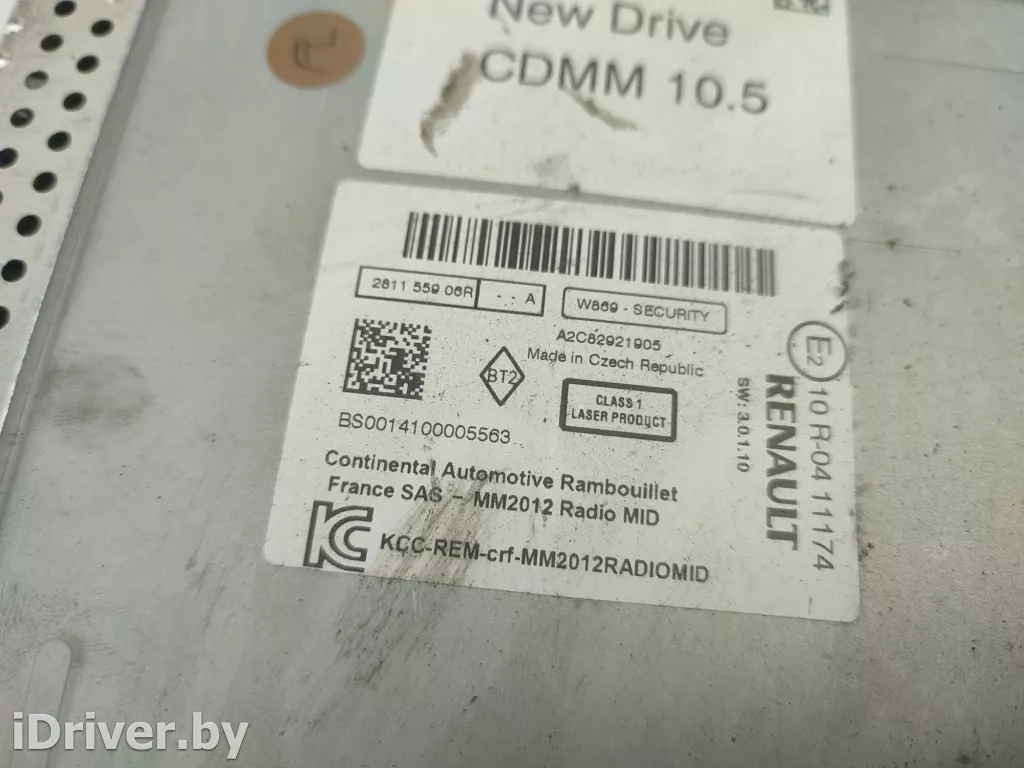 New Drive
CDMM 10.5
2811 559 06R
- . : A
W869 - SECURITY
A2C82921905
Made in Czech Republic
BT2
CLASS 1
LASER PRODUCT
BS0014100005563
Continental Automotive Rambouillet
France SAS - MM2012 Radio MID
KCC-REM-crf-MM2012RADIOMID
E2
10 R-04 11174
RENAULT
SW: 3.0.1.10
iDriver.by